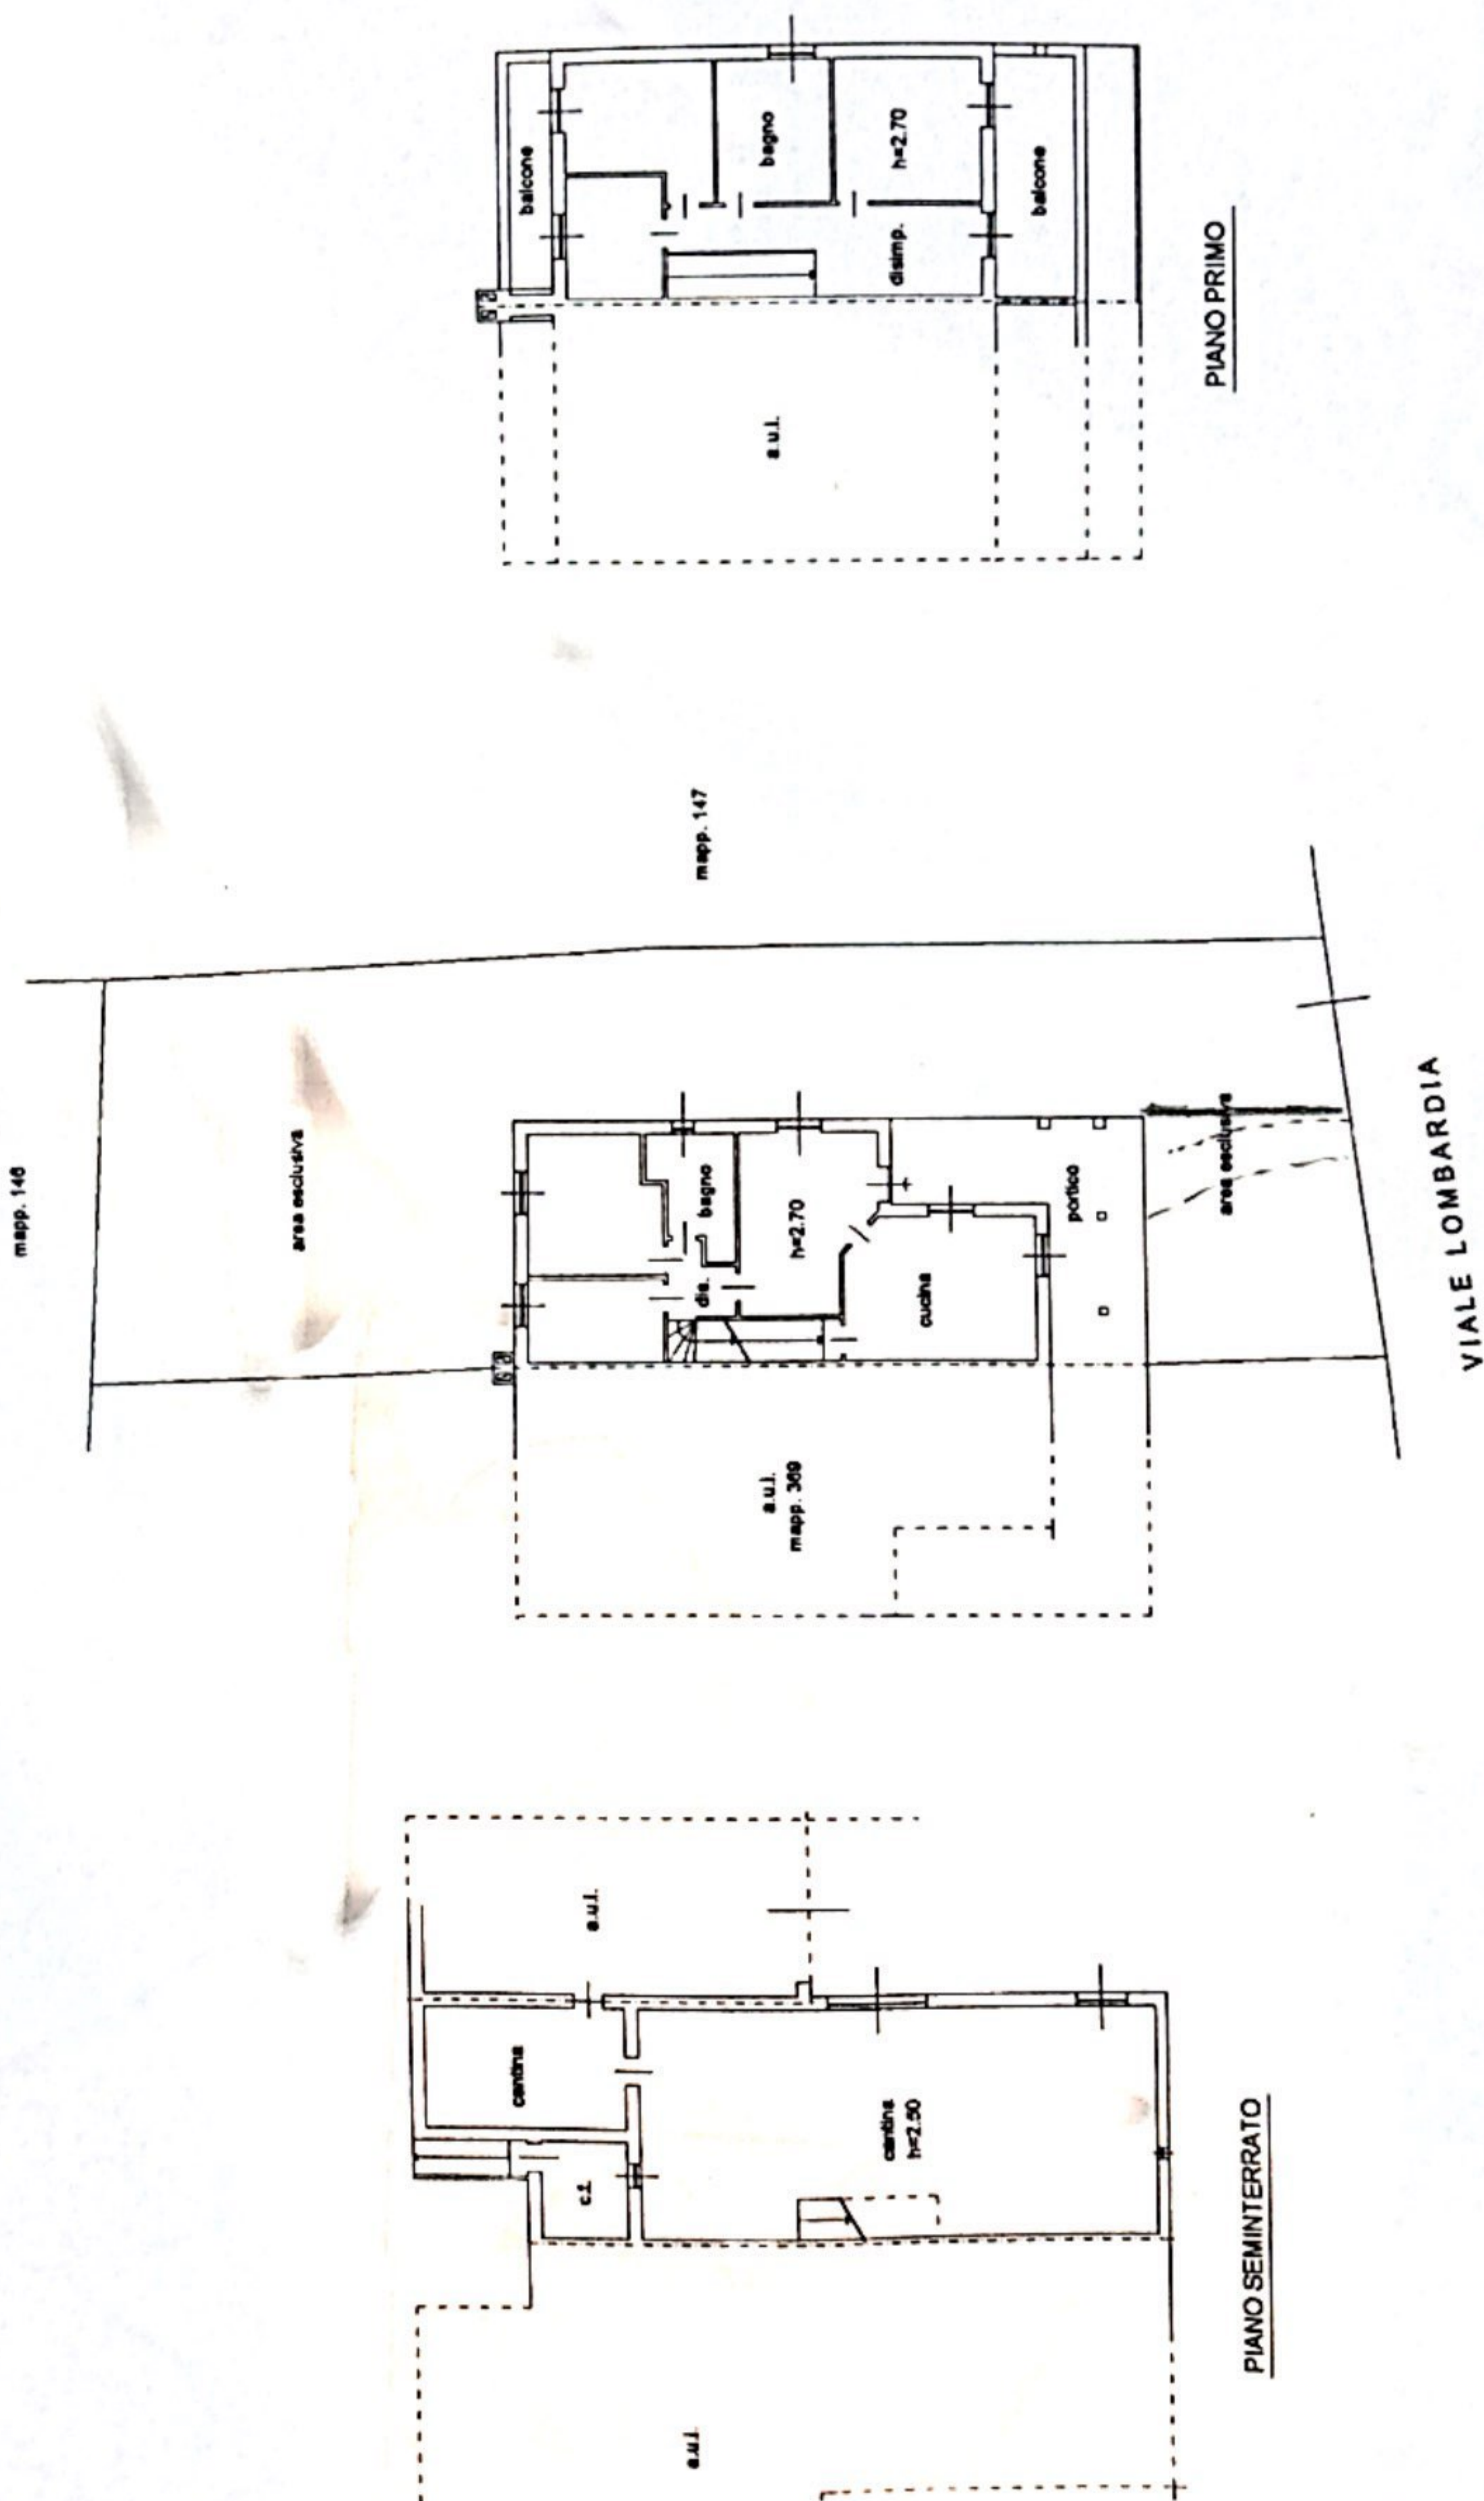 balcone
bagno
h=2.70
disimp.
balcone
a.u.i.
PIANO PRIMO
mapp. 146
mapp. 147
area esclusiva
bagno
dis.
h=2.70
cucina
portico
area esclusiva
a.u.i.
mapp. 369
VIALE LOMBARDIA
a.u.i.
cantina
c.t.
cantina
h=2.50
a.u.i.
PIANO SEMINTERRATO